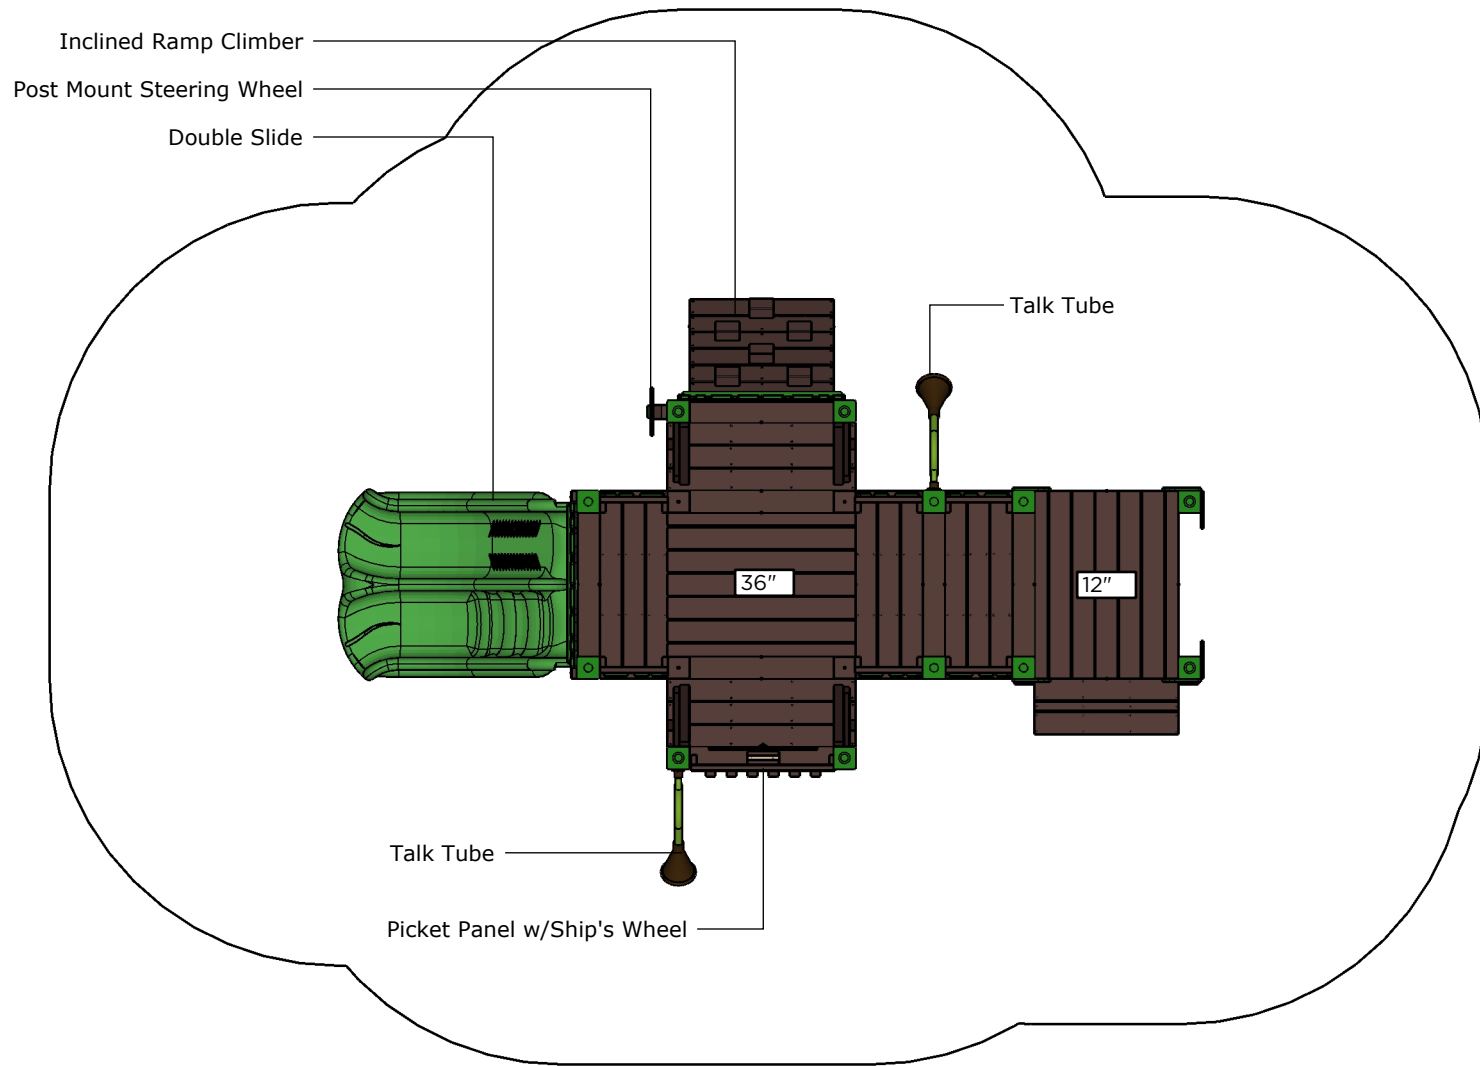 Inclined Ramp Climber
Post Mount Steering Wheel
Double Slide
Talk Tube
36"
12"
Talk Tube
Picket Panel w/Ship's Wheel